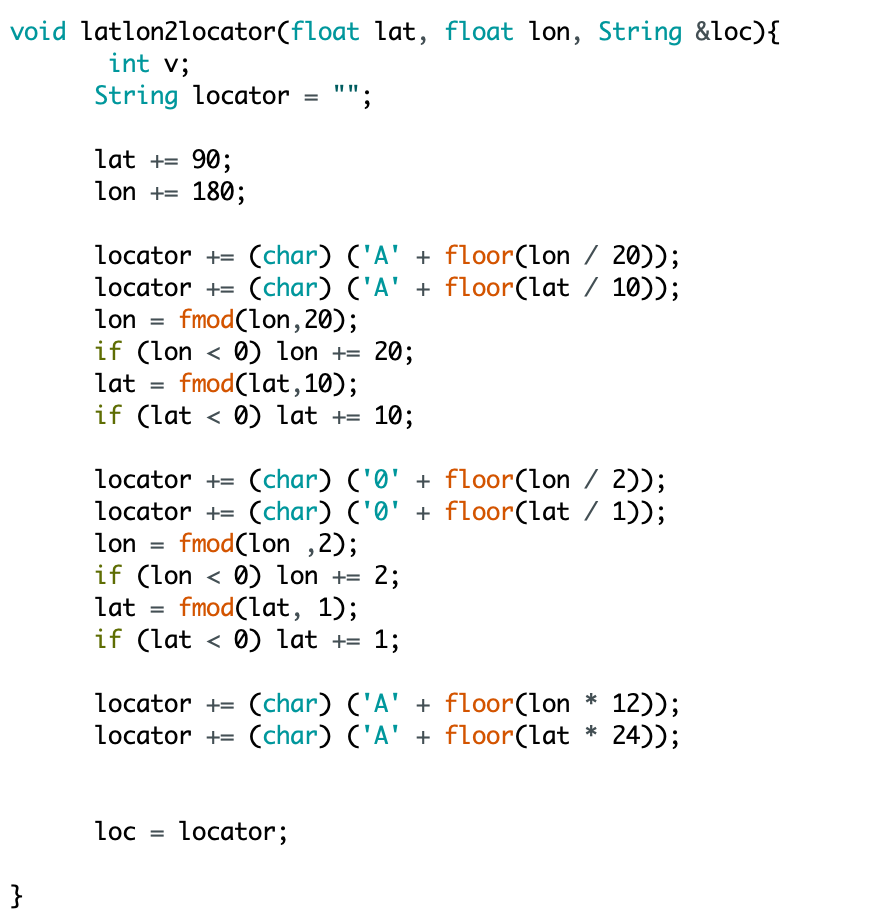 void latlon2locator(float lat, float lon, String &loc){
       int v;
      String locator = "";

      lat += 90;
      lon += 180;

      locator += (char) ('A' + floor(lon / 20));
      locator += (char) ('A' + floor(lat / 10));
      lon = fmod(lon,20);
      if (lon < 0) lon += 20;
      lat = fmod(lat,10);
      if (lat < 0) lat += 10;

      locator += (char) ('0' + floor(lon / 2));
      locator += (char) ('0' + floor(lat / 1));
      lon = fmod(lon ,2);
      if (lon < 0) lon += 2;
      lat = fmod(lat, 1);
      if (lat < 0) lat += 1;

      locator += (char) ('A' + floor(lon * 12));
      locator += (char) ('A' + floor(lat * 24));


      loc = locator;

}